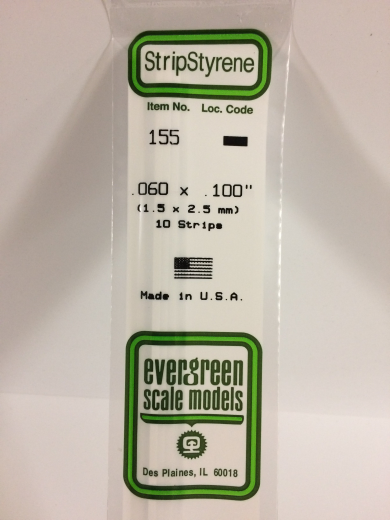 StripStyrene
Item No. Loc. Code
155
.060 x .100"
(1.5 x 2.5 mm)
10 Strips
Made in U.S.A.
evergreen
scale models
Des Plaines, IL 60018